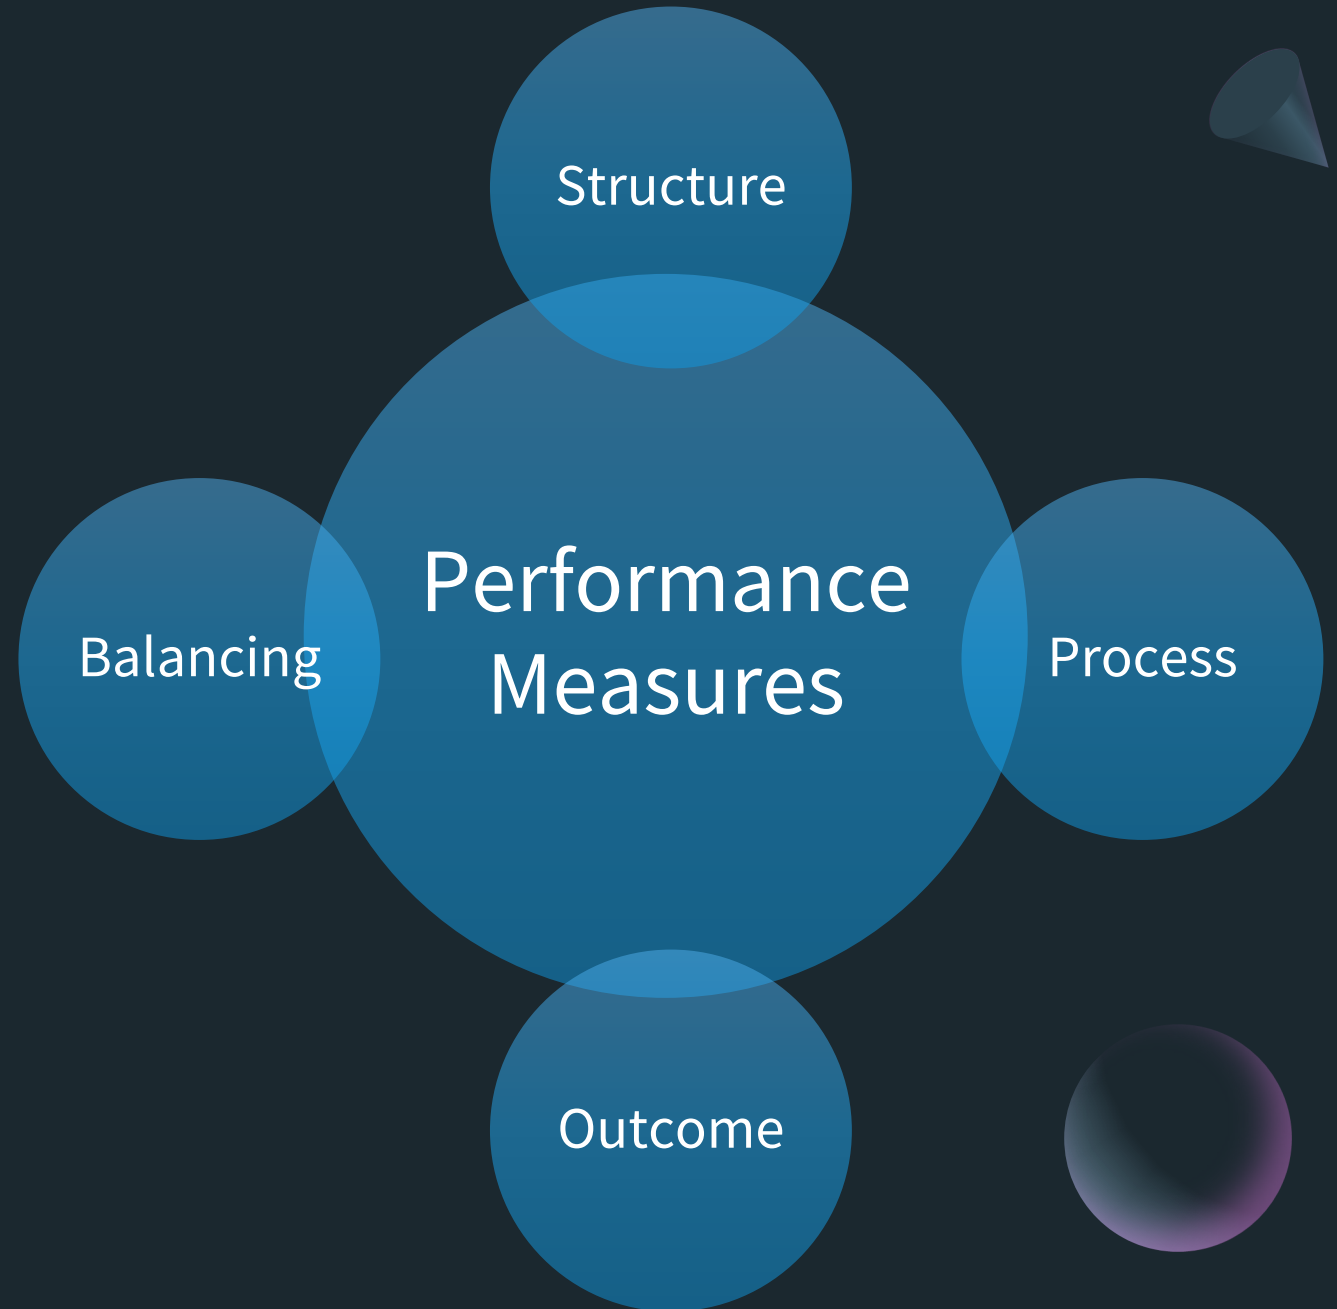 Structure
Performance
Measures
Balancing
Process
Outcome